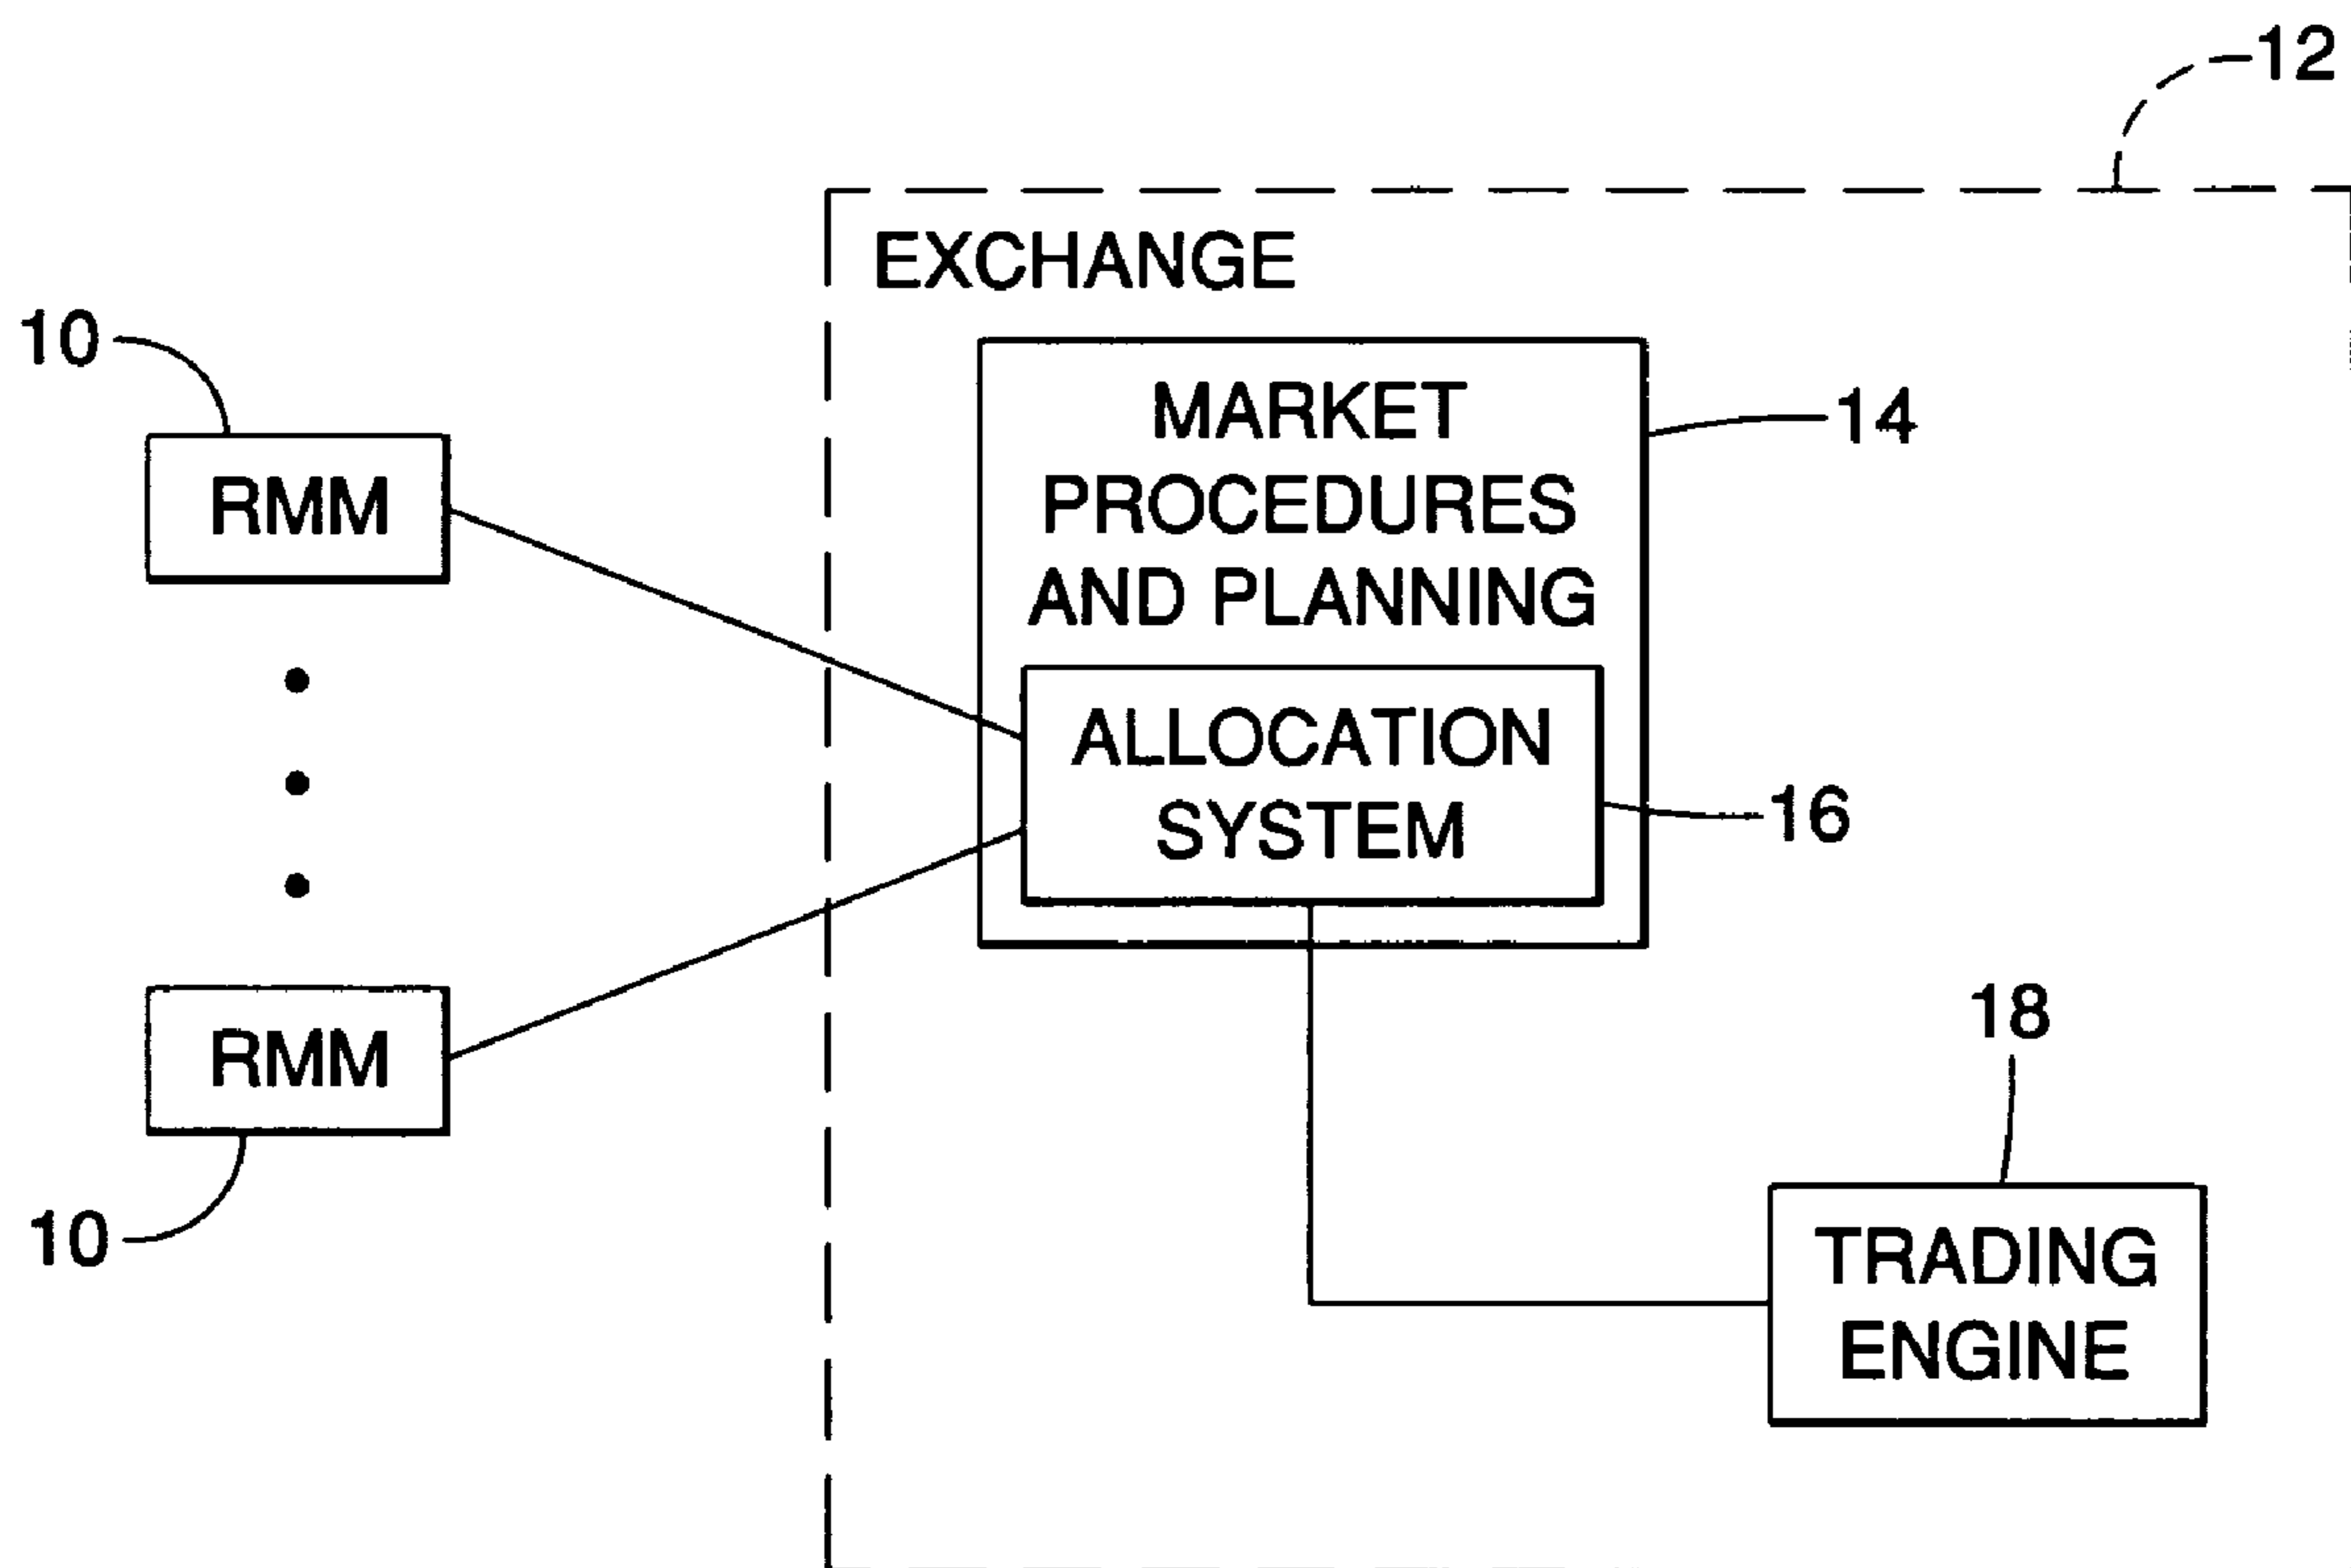 12
EXCHANGE
10
MARKET
PROCEDURES
AND PLANNING
14
RMM
ALLOCATION
SYSTEM
16
RMM
10
18
TRADING
ENGINE